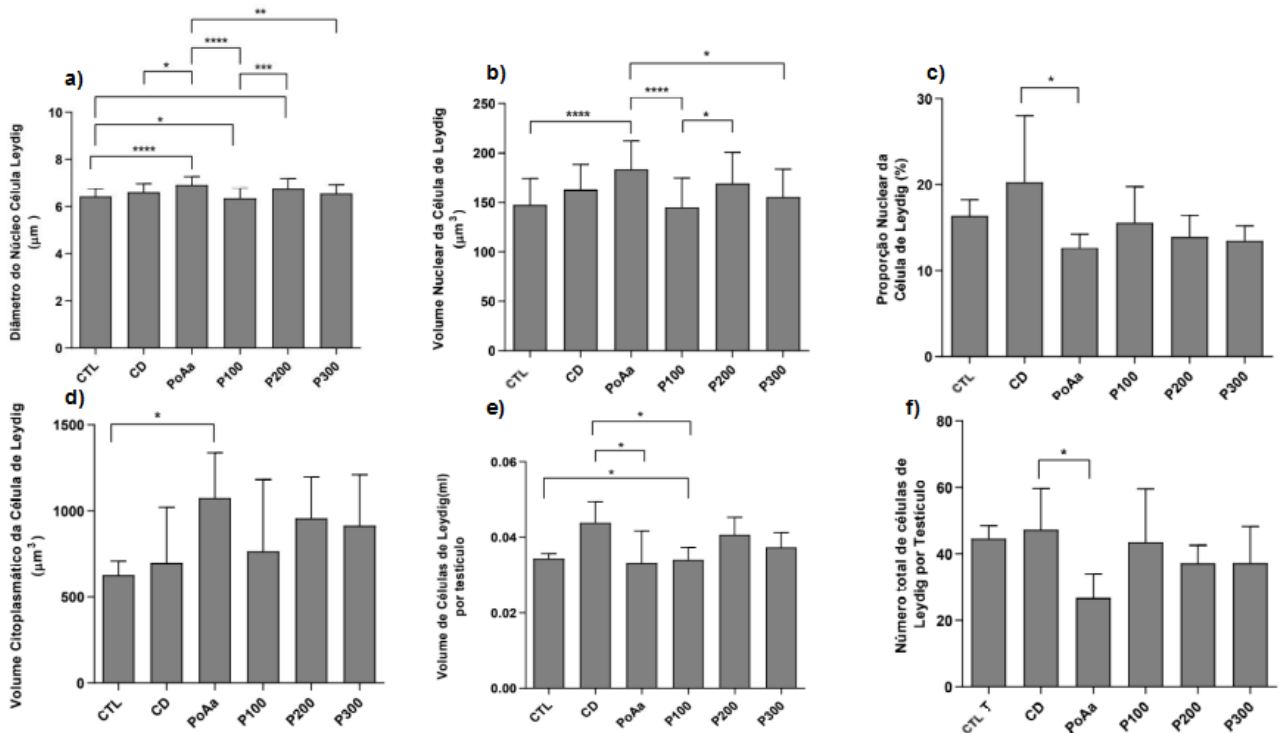 a)
**
****
*
***
*
****
Diâmetro do Núcleo Célula Leydig
(μm )
10
8
6
4
2
0
CTL
CD
PoAa
P100
P200
P300
b)
*
****
****
*
Volume Nuclear da Célula de Leydig
(μm³)
250
200
150
100
50
0
CTL
CD
PoAa
P100
P200
P300
c)
*
Proporção Nuclear da
Célula de Leydig (%)
30
20
10
0
CTL
CD
PoAa
P100
P200
P300
d)
*
Volume Citoplasmático da Célula de Leydig
(μm³)
1500
1000
500
0
CTL
CD
PoAa
P100
P200
P300
e)
*
*
*
Volume de Células de Leydig(ml)
por testículo
0.06
0.04
0.02
0.00
CTL
CD
PoAa
P100
P200
P300
f)
*
Número total de células de
Leydig por Testículo
80
60
40
20
0
CTL T
CD
PoAa
P100
P200
P300